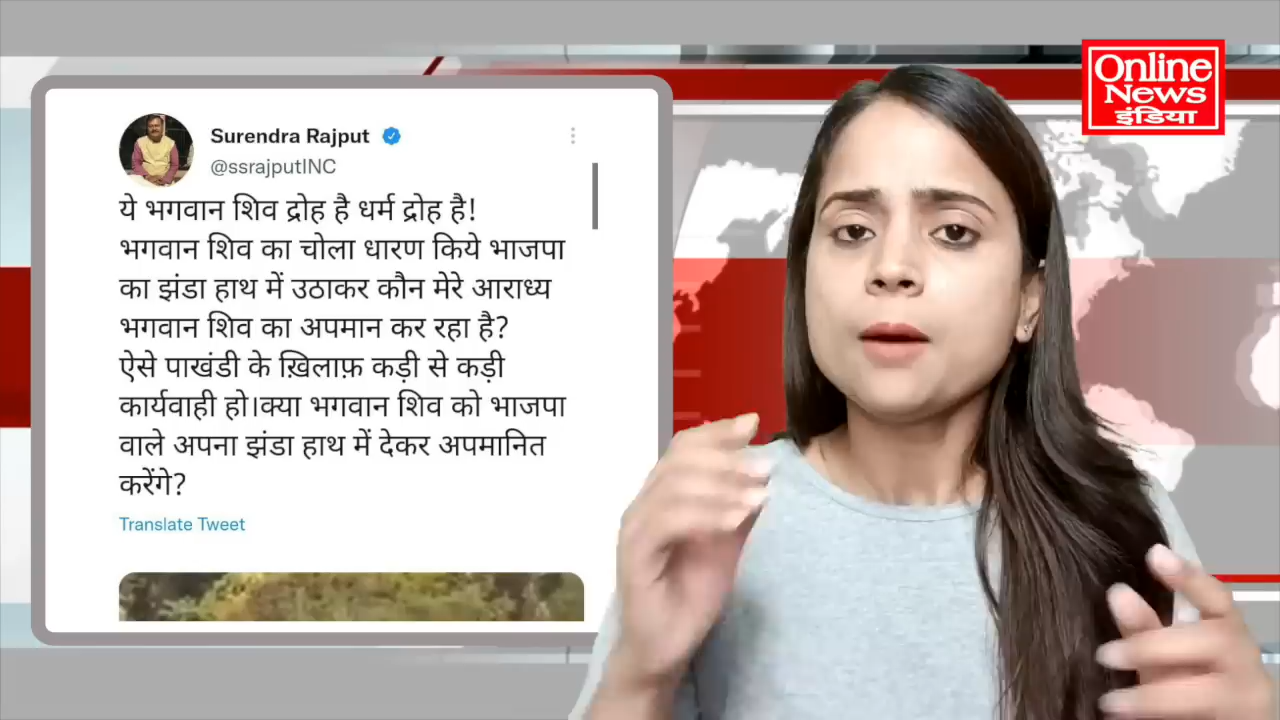 Surendra Rajput
@ssrajputINC
ये भगवान शिव द्रोह है धर्म द्रोह है!
भगवान शिव का चोला धारण किये भाजपा
का झंडा हाथ में उठाकर कौन मेरे आराध्य
भगवान शिव का अपमान कर रहा है?
ऐसे पाखंडी के ख़िलाफ़ कड़ी से कड़ी
कार्यवाही हो।क्या भगवान शिव को भाजपा
वाले अपना झंडा हाथ में देकर अपमानित
करेंगे?
Translate Tweet
Online
News
इंडिया